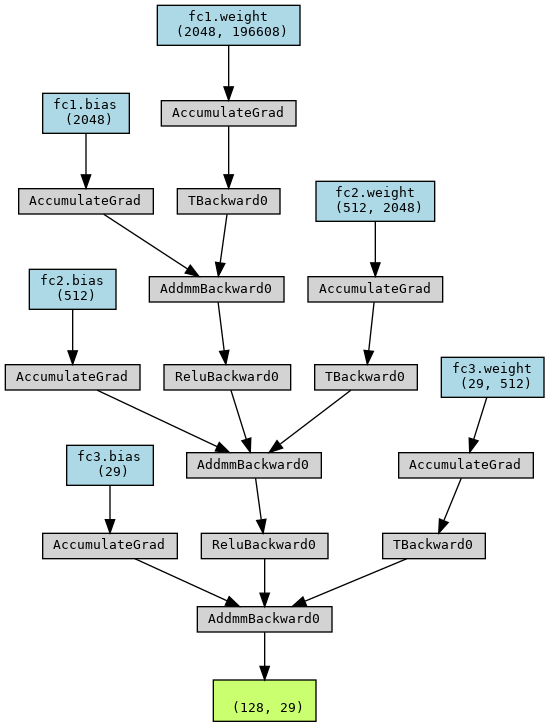 fc1.weight
(2048, 196608)
fc1.bias
(2048)
AccumulateGrad
AccumulateGrad
TBackward0
fc2.weight
(512, 2048)
fc2.bias
(512)
AddmmBackward0
AccumulateGrad
AccumulateGrad
ReluBackward0
TBackward0
fc3.weight
(29, 512)
fc3.bias
(29)
AddmmBackward0
AccumulateGrad
AccumulateGrad
ReluBackward0
TBackward0
AddmmBackward0
(128, 29)